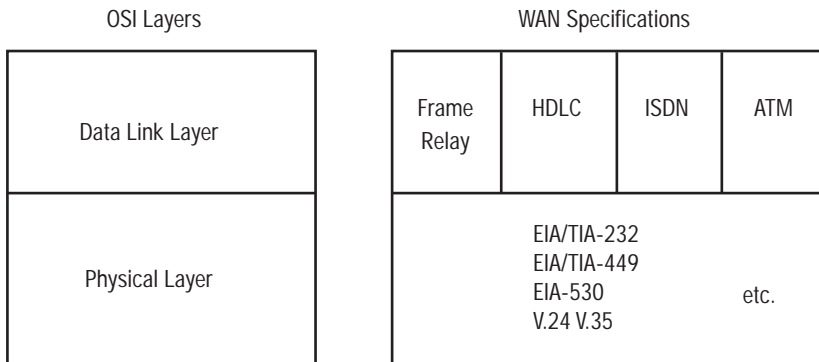 OSI Layers
WAN Specifications
Data Link Layer
Frame
Relay
HDLC
ISDN
ATM
Physical Layer
EIA/TIA-232
EIA/TIA-449
EIA-530
V.24 V.35
etc.